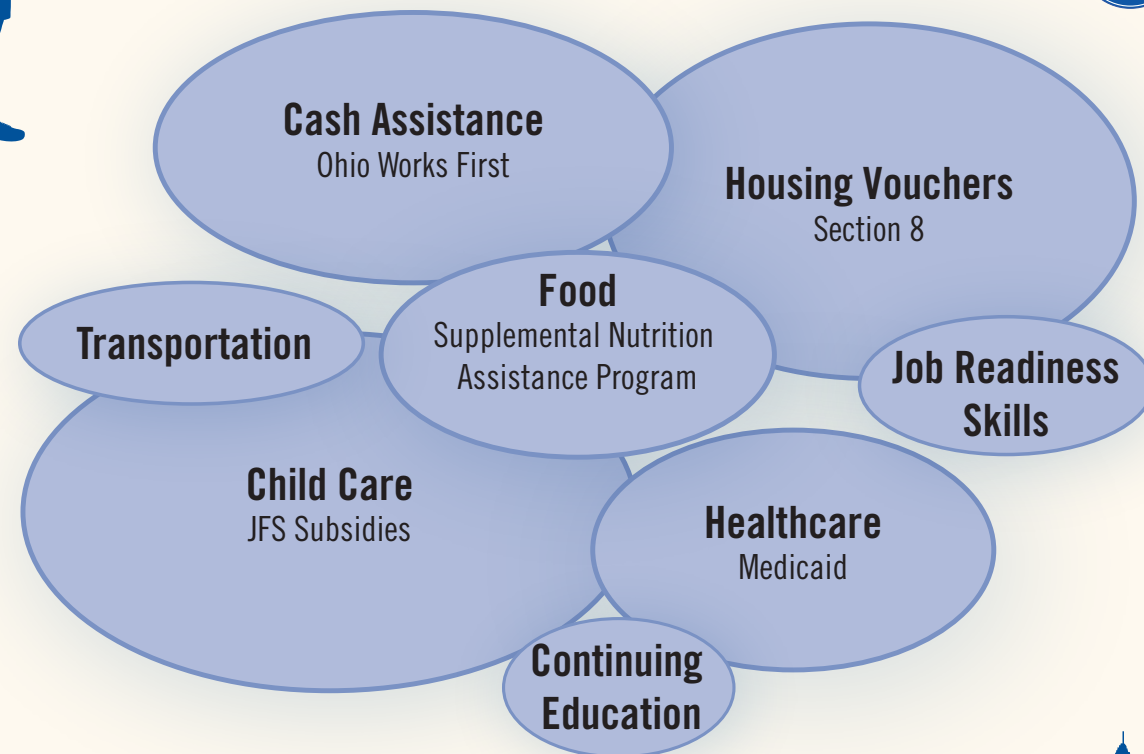 Cash Assistance
Ohio Works First
Housing Vouchers
Section 8
Food
Supplemental Nutrition
Assistance Program
Transportation
Job Readiness
Skills
Child Care
JFS Subsidies
Healthcare
Medicaid
Continuing
Education